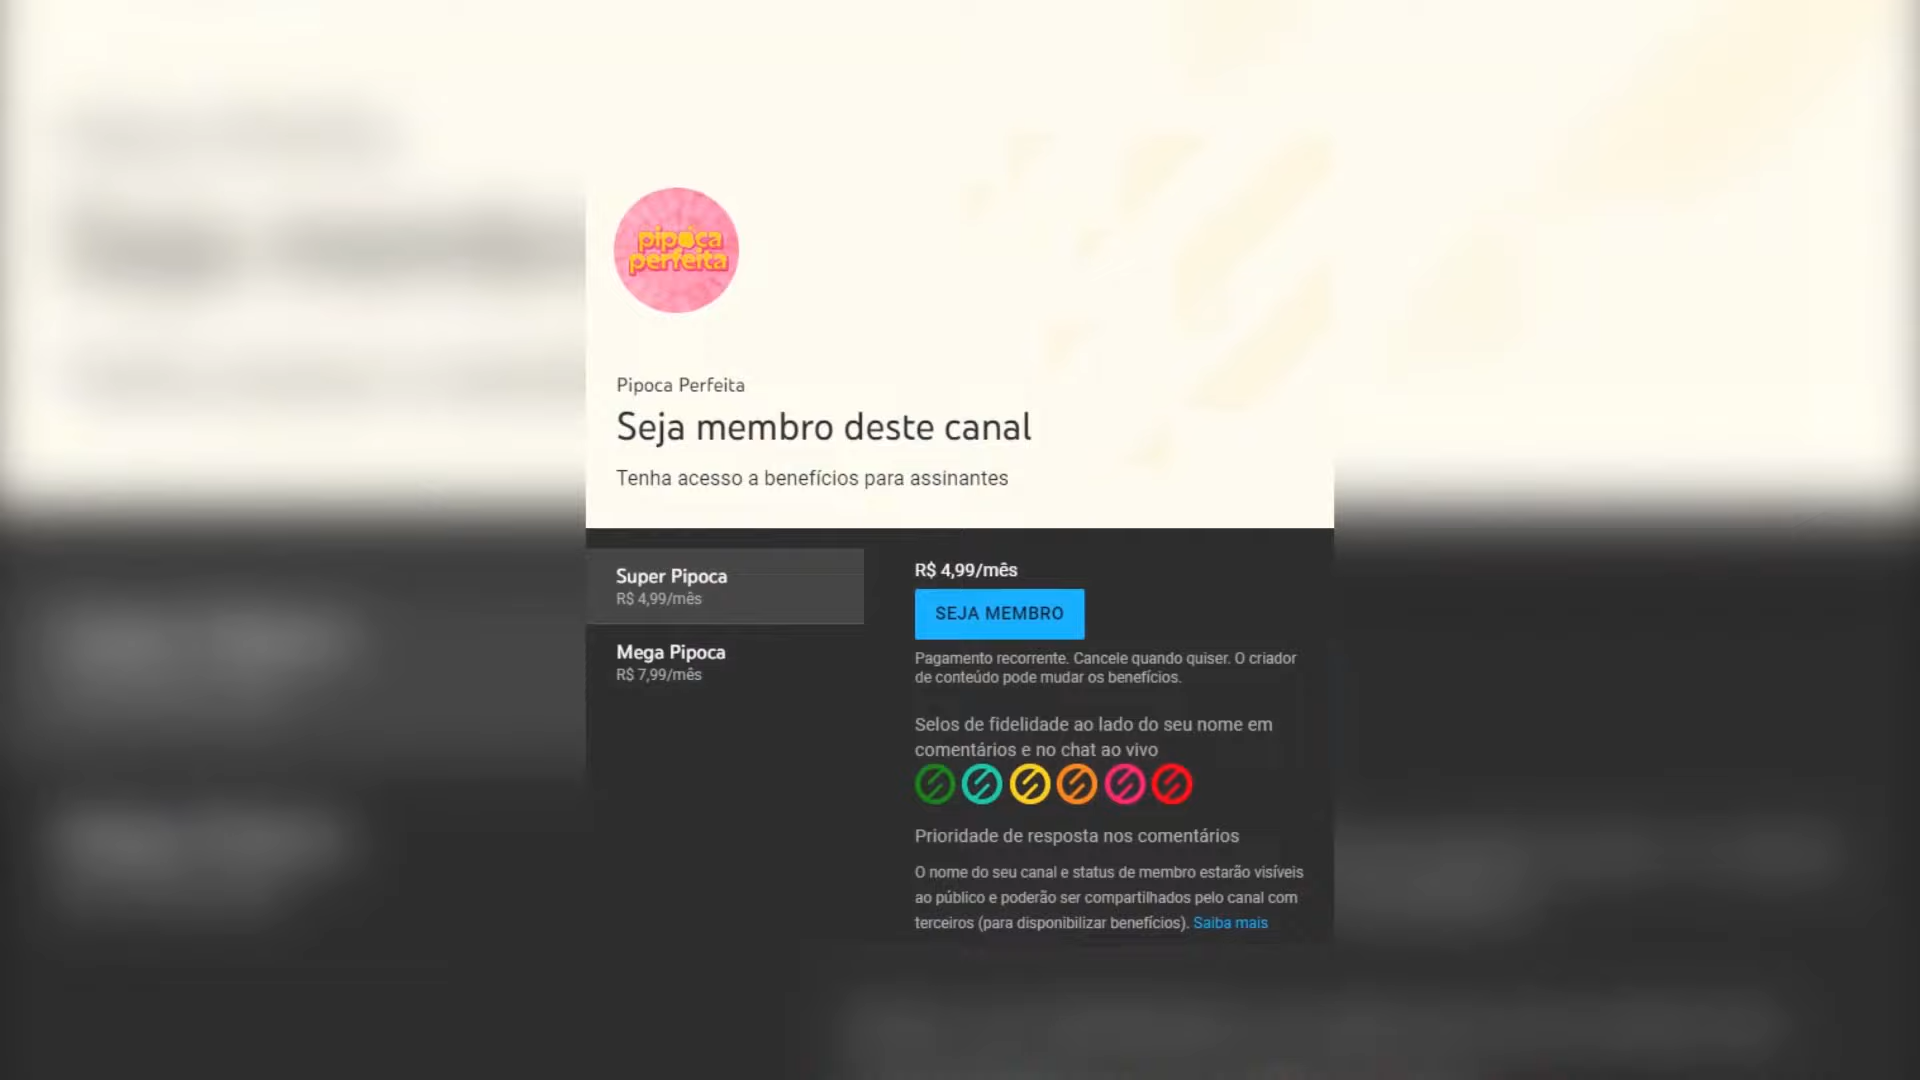 pipoca
perfeita
Pipoca Perfeita
Seja membro deste canal
Tenha acesso a benefícios para assinantes
Super Pipoca
R$ 4,99/mês
Mega Pipoca
R$ 7,99/mês
R$ 4,99/mês
SEJA MEMBRO
Pagamento recorrente. Cancele quando quiser. O criador
de conteúdo pode mudar os benefícios.
Selos de fidelidade ao lado do seu nome em
comentários e no chat ao vivo
Prioridade de resposta nos comentários
O nome do seu canal e status de membro estarão visíveis
ao público e poderão ser compartilhados pelo canal com
terceiros (para disponibilizar benefícios). Saiba mais